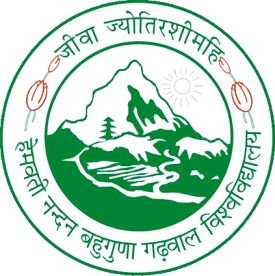 जीवा ज्योतिरशीमहि
हेमवती नन्दन बहुगुणा गढ़वाल विश्वविद्यालय